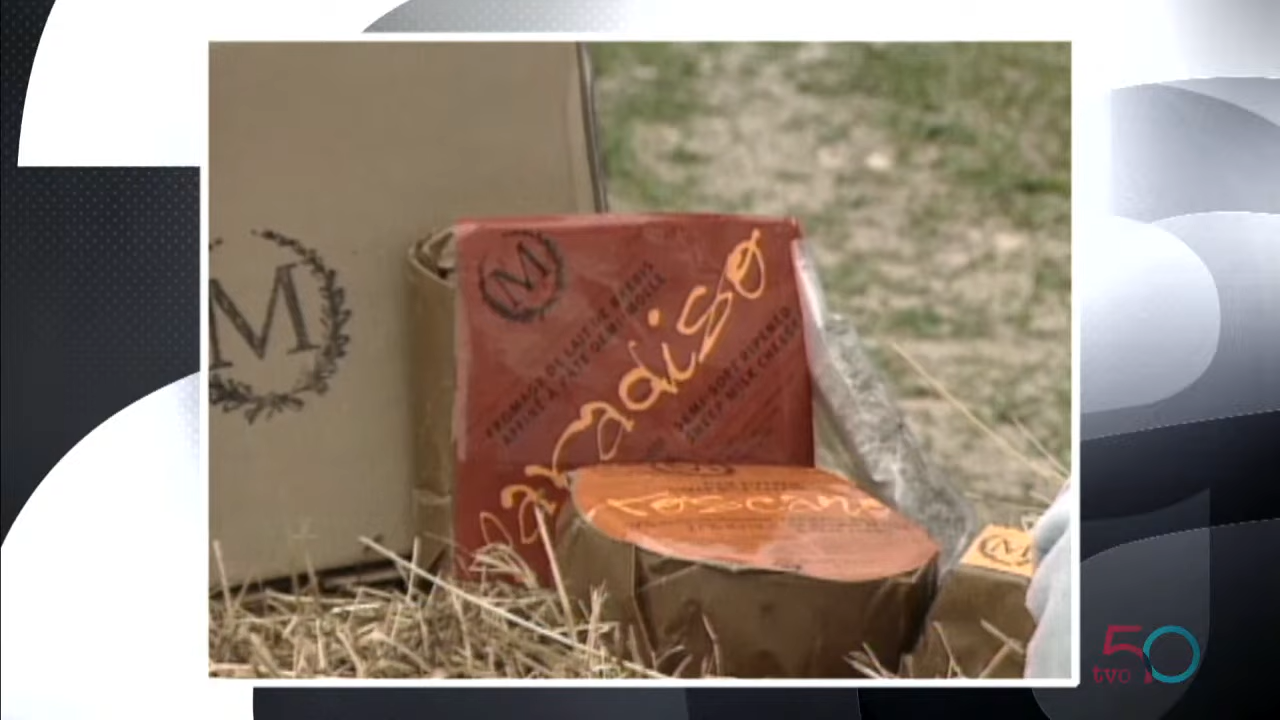 M
M
FROMAGE DE LAIT DE BREBIS
AFFINÉ À PÂTE DEMI-MOLLE
Paradiso
SEMI-SOFT RIPENED
SHEEP MILK CHEESE
Toscano
M
50
tvo